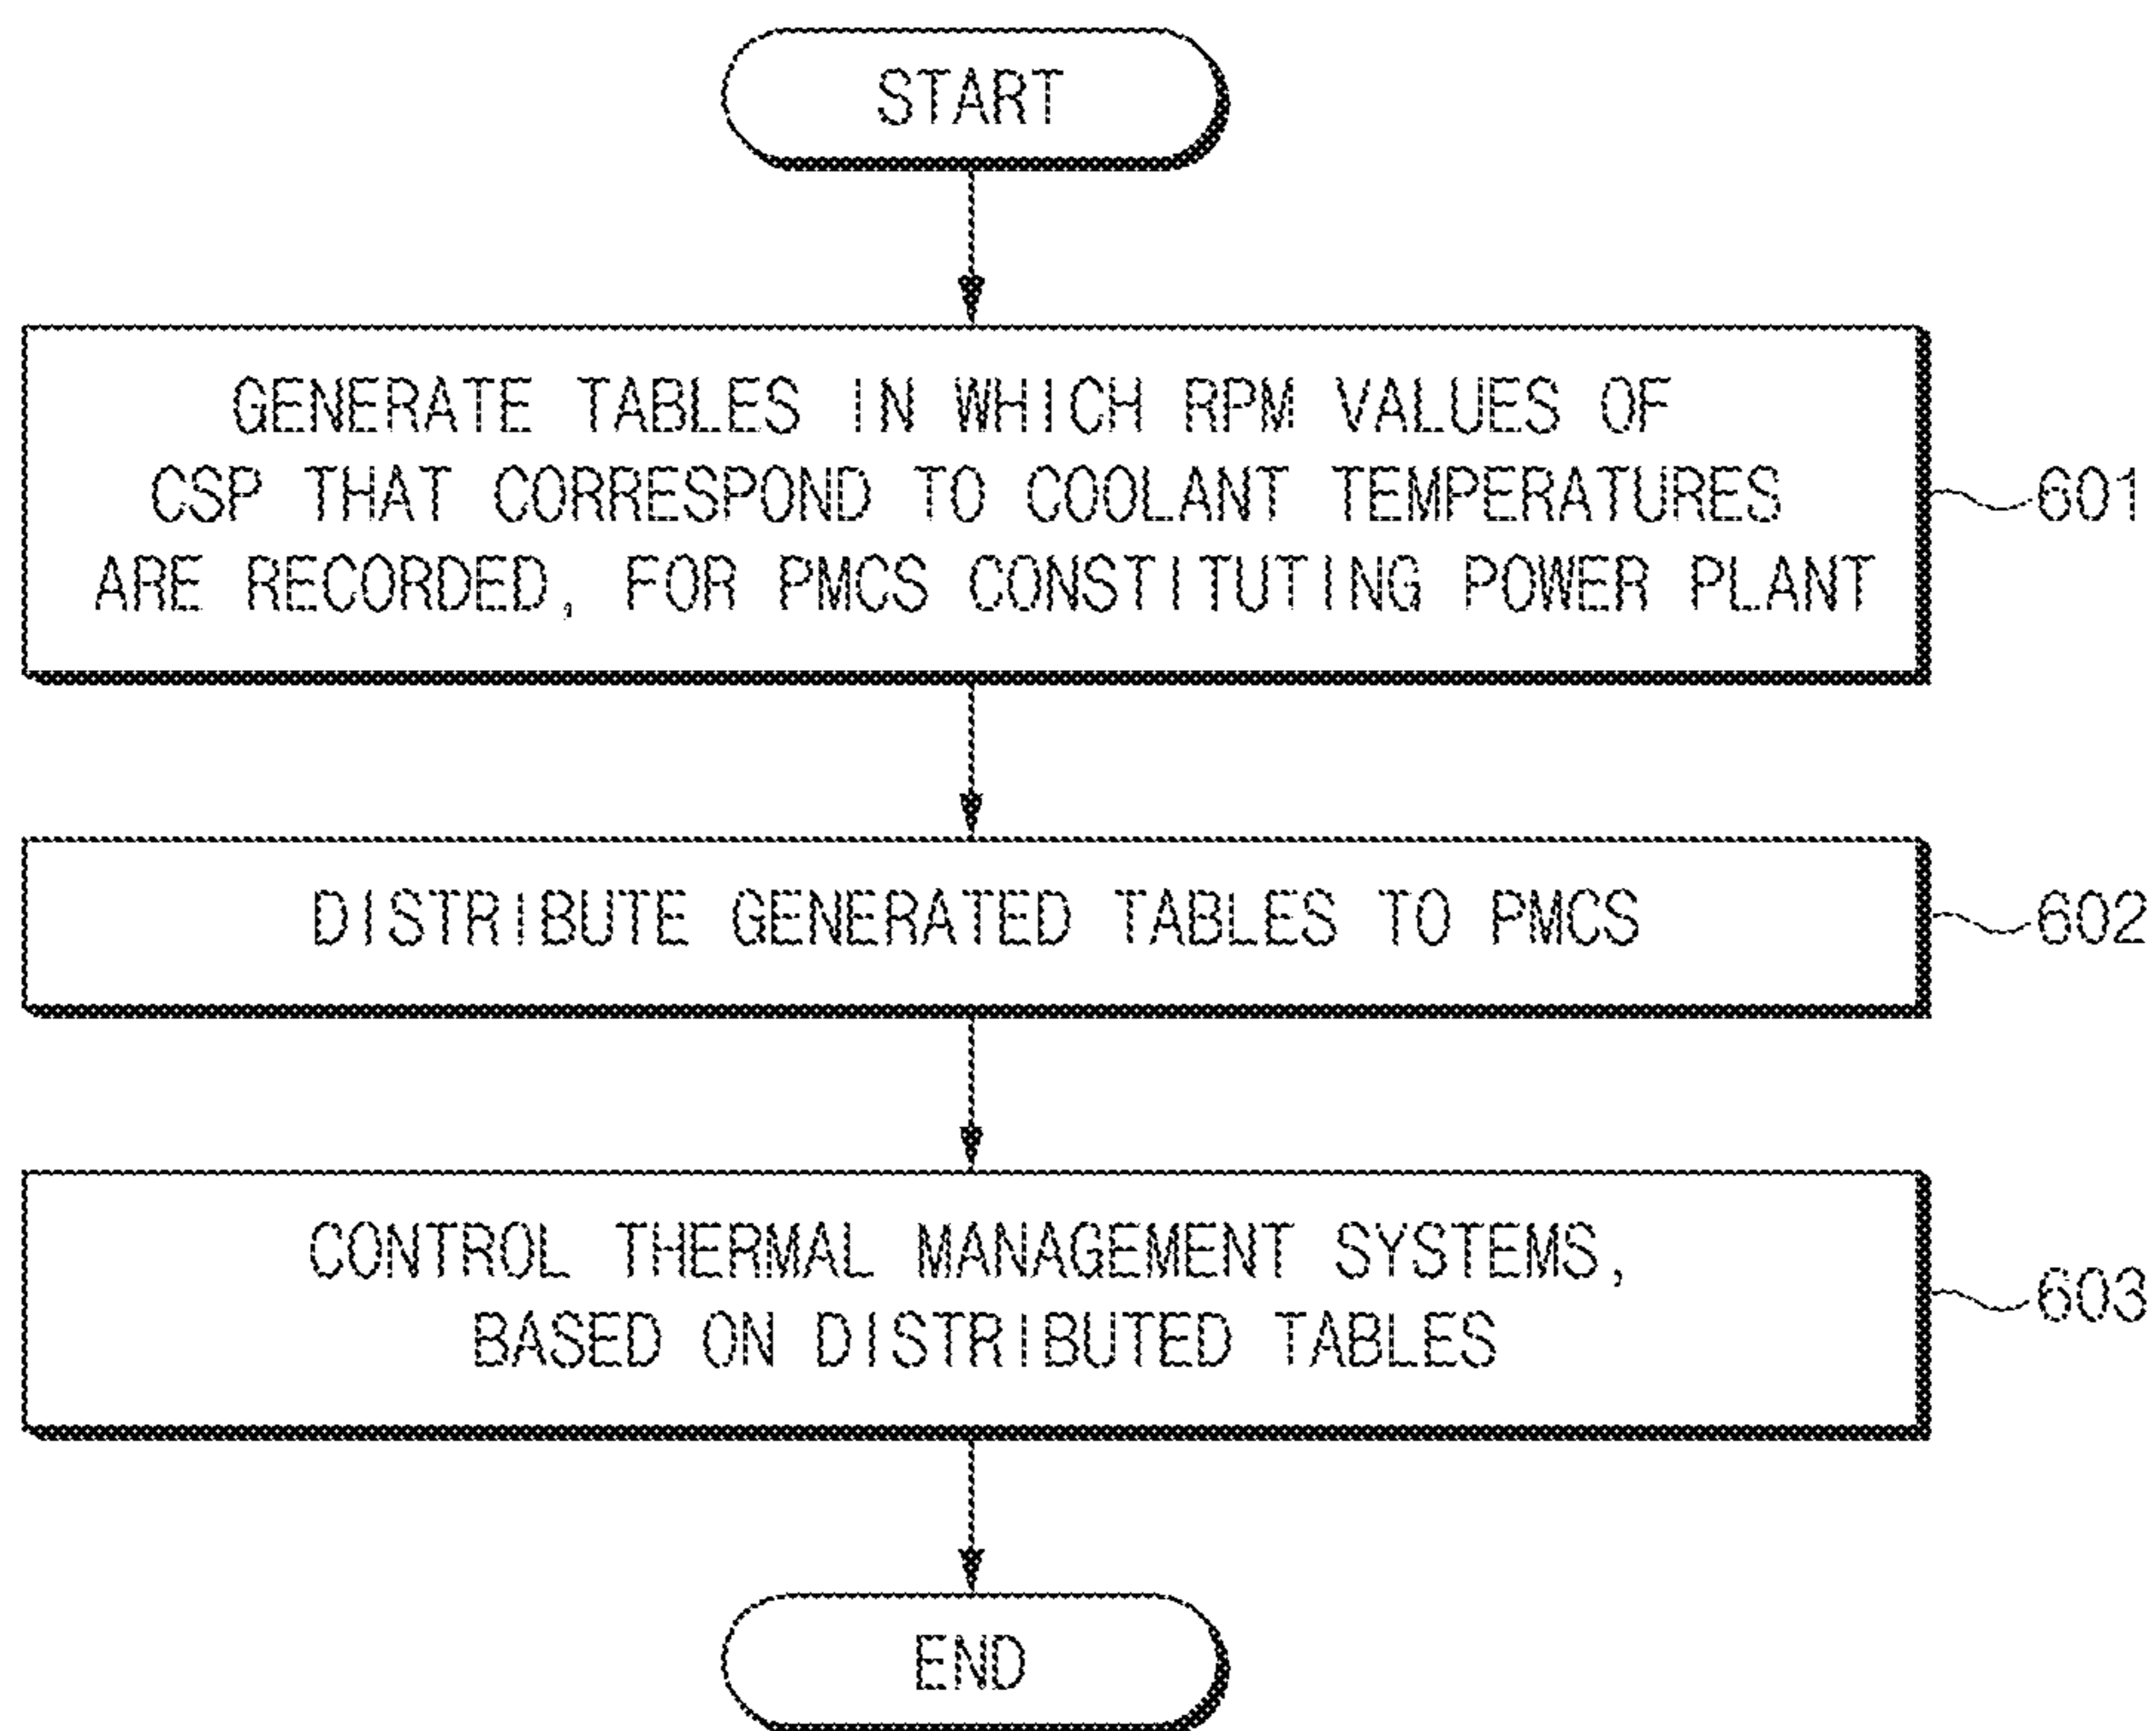 START
GENERATE TABLES IN WHICH RPM VALUES OF
CSP THAT CORRESPOND TO COOLANT TEMPERATURES
ARE RECORDED, FOR PMCS CONSTITUTING POWER PLANT
601
DISTRIBUTE GENERATED TABLES TO PMCS
602
CONTROL THERMAL MANAGEMENT SYSTEMS,
BASED ON DISTRIBUTED TABLES
603
END